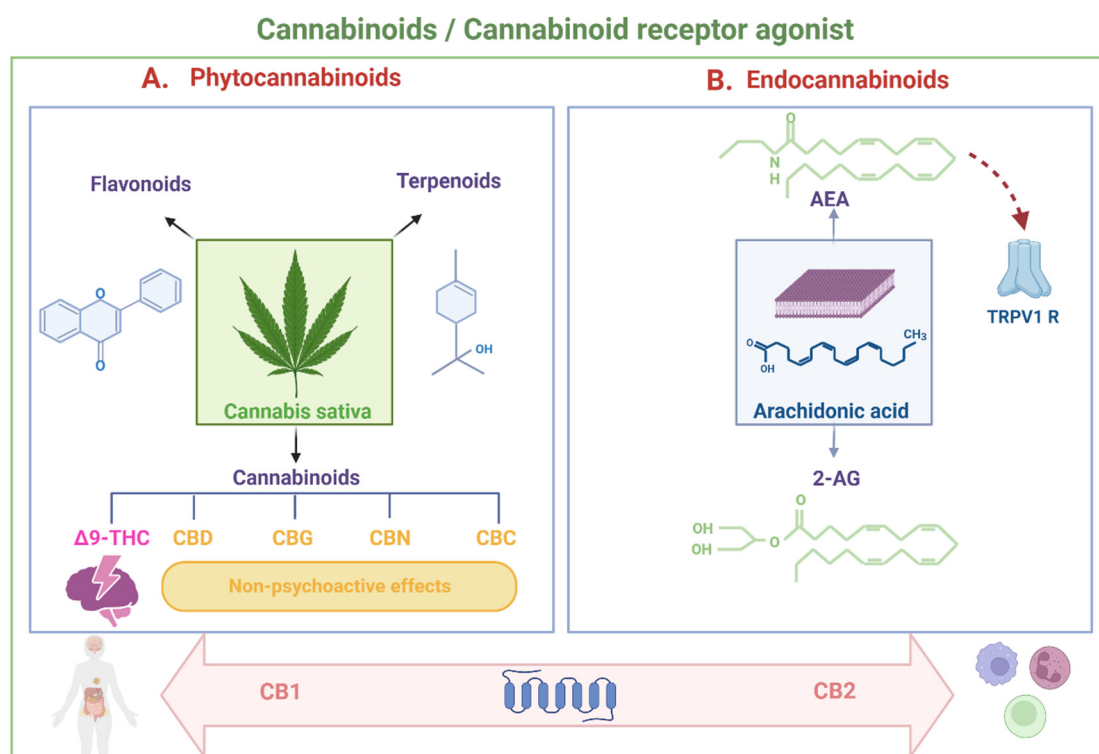 Cannabinoids / Cannabinoid receptor agonist
A. Phytocannabinoids
Flavonoids
Terpenoids
O
O
OH
Cannabis sativa
Cannabinoids
Δ9-THC CBD CBG CBN CBC
Non-psychoactive effects
B. Endocannabinoids
O
N
H
AEA
TRPV1 R
CH3
O
OH
Arachidonic acid
2-AG
O
OH
O
OH
CB1
CB2